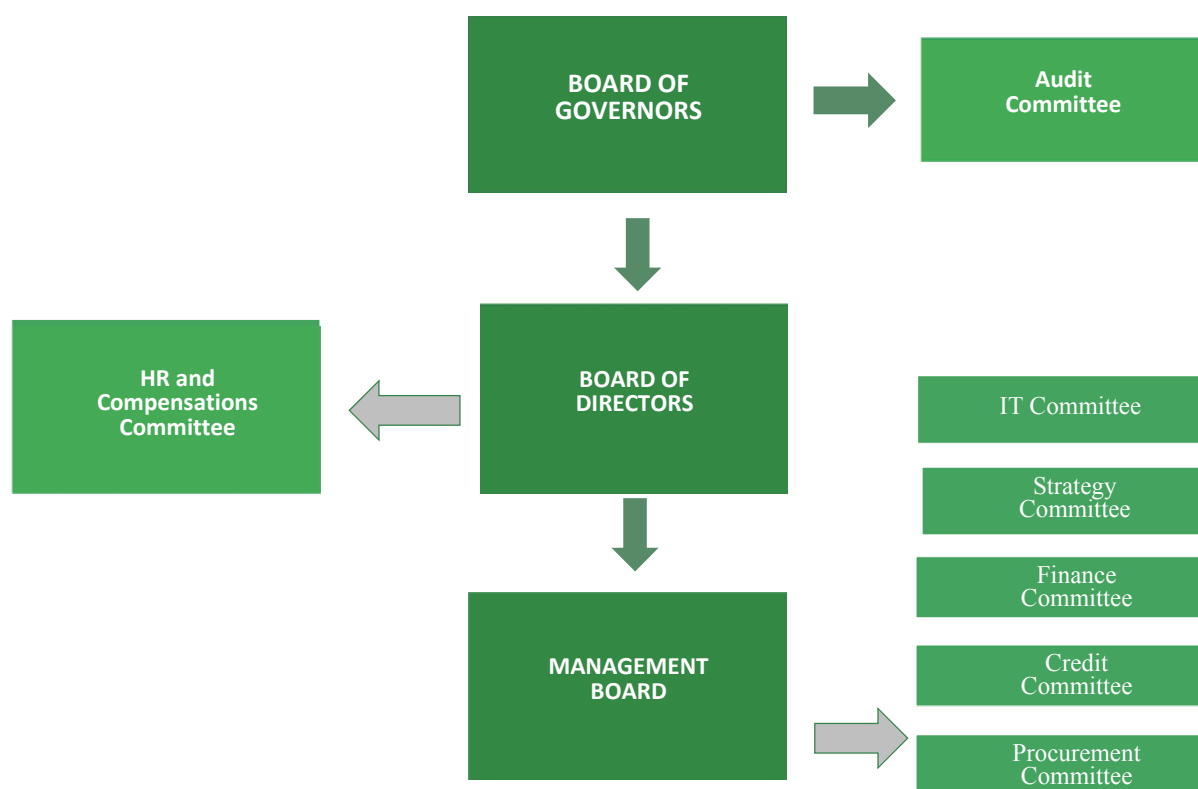 BOARD OF
GOVERNORS
Audit
Committee
HR and
Compensations
Committee
BOARD OF
DIRECTORS
IT Committee
Strategy
Committee
Finance
Committee
MANAGEMENT
BOARD
Credit
Committee
Procurement
Committee